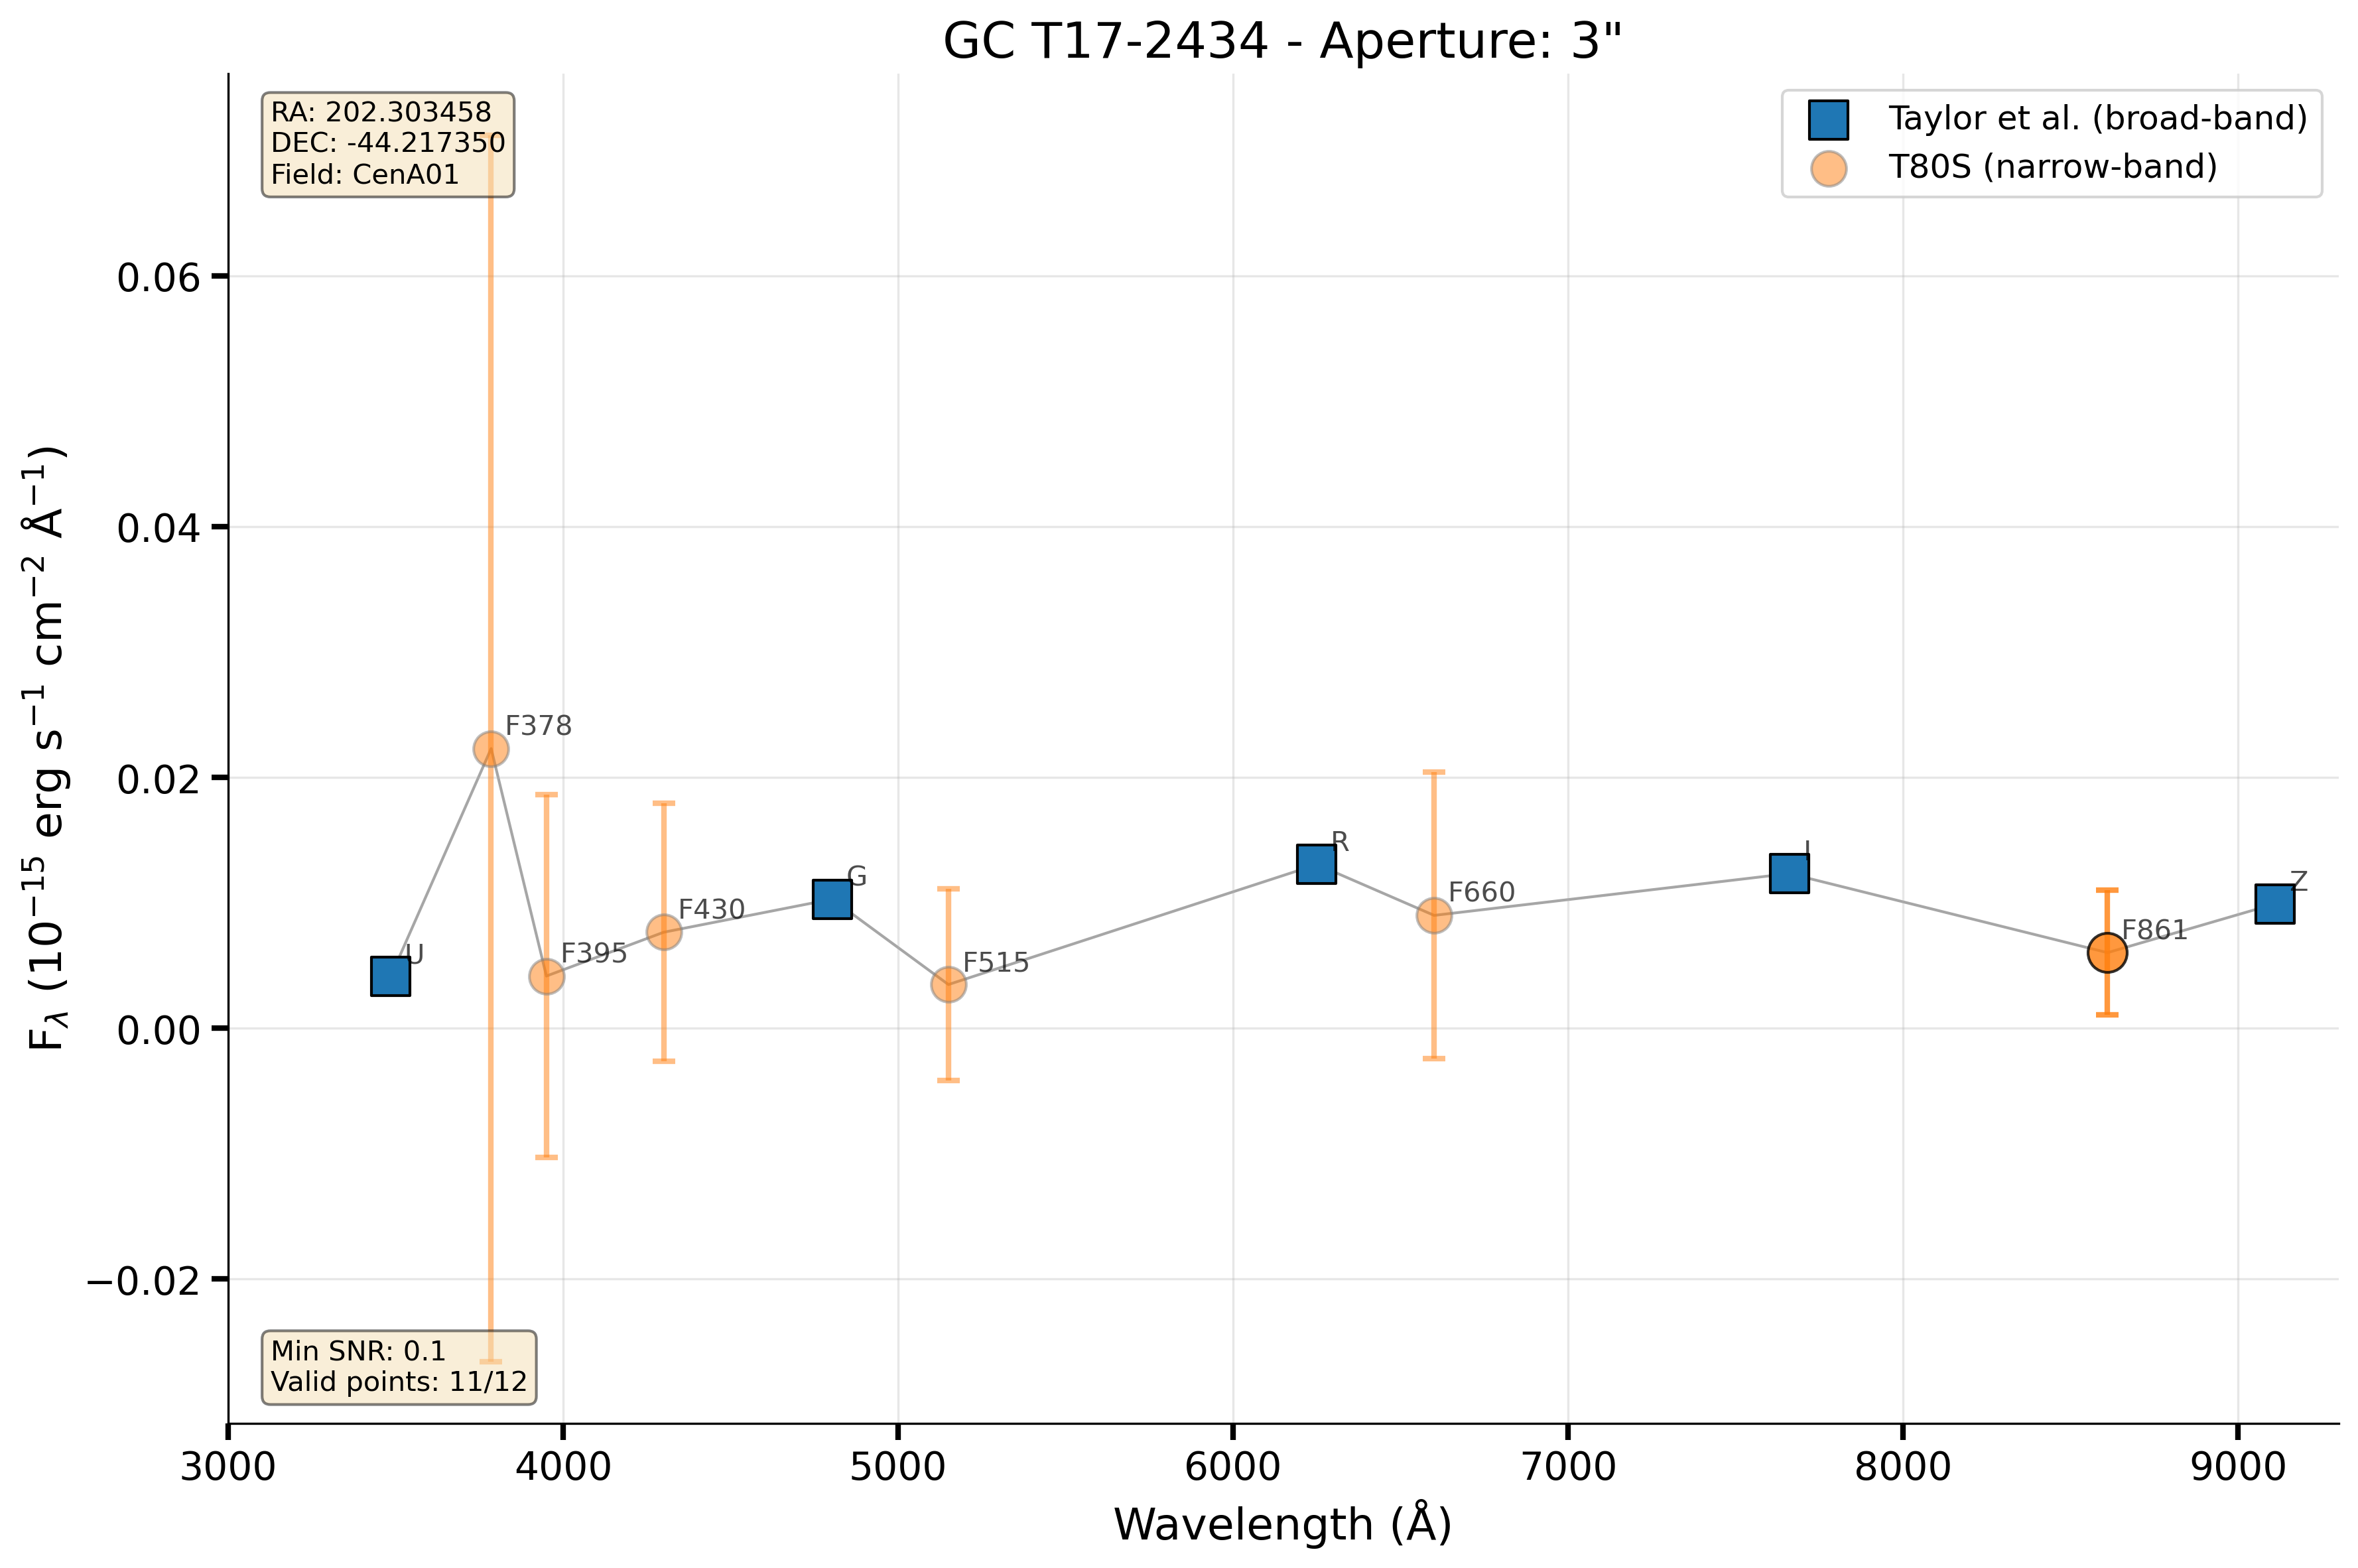 GC T17-2434 - Aperture: 3"
RA: 202.303458
DEC: -44.217350
Field: CenA01
Taylor et al. (broad-band)
T80S (narrow-band)
F_λ (10⁻¹⁵ erg s⁻¹ cm⁻² Å⁻¹)
0.06
0.04
0.02
0.00
−0.02
U
F378
F395
F430
G
F515
R
F660
I
F861
Z
Min SNR: 0.1
Valid points: 11/12
3000
4000
5000
6000
7000
8000
9000
Wavelength (Å)